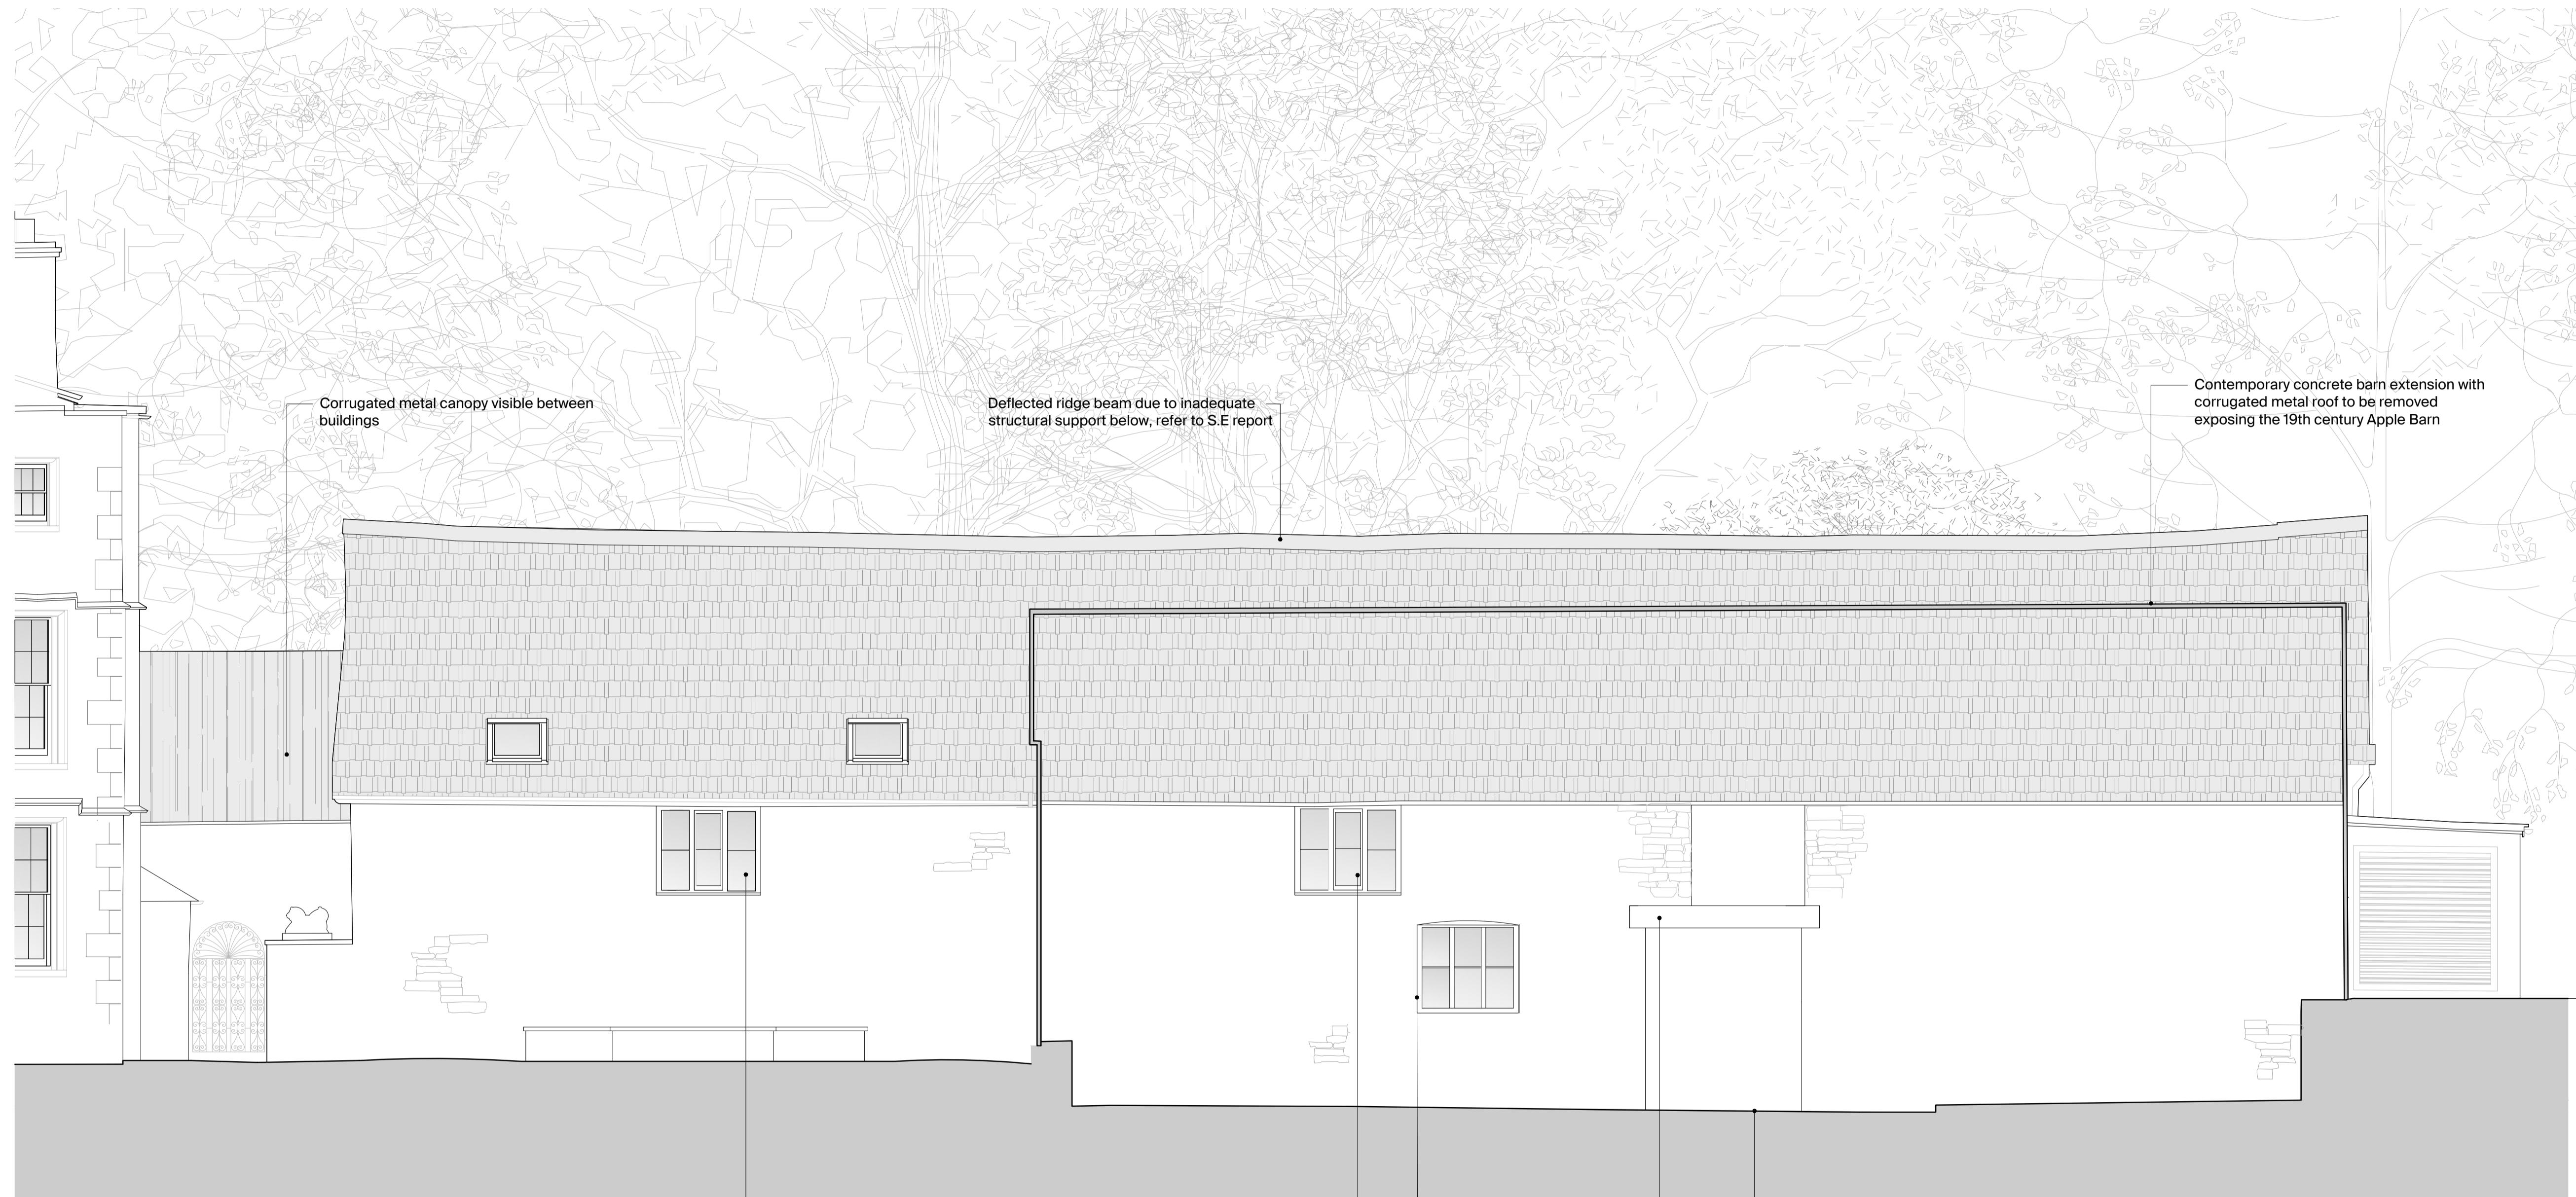 Corrugated metal canopy visible between
buildings
Deflected ridge beam due to inadequate
structural support below, refer to S.E report
Contemporary concrete barn extension with
corrugated metal roof to be removed
exposing the 19th century Apple Barn